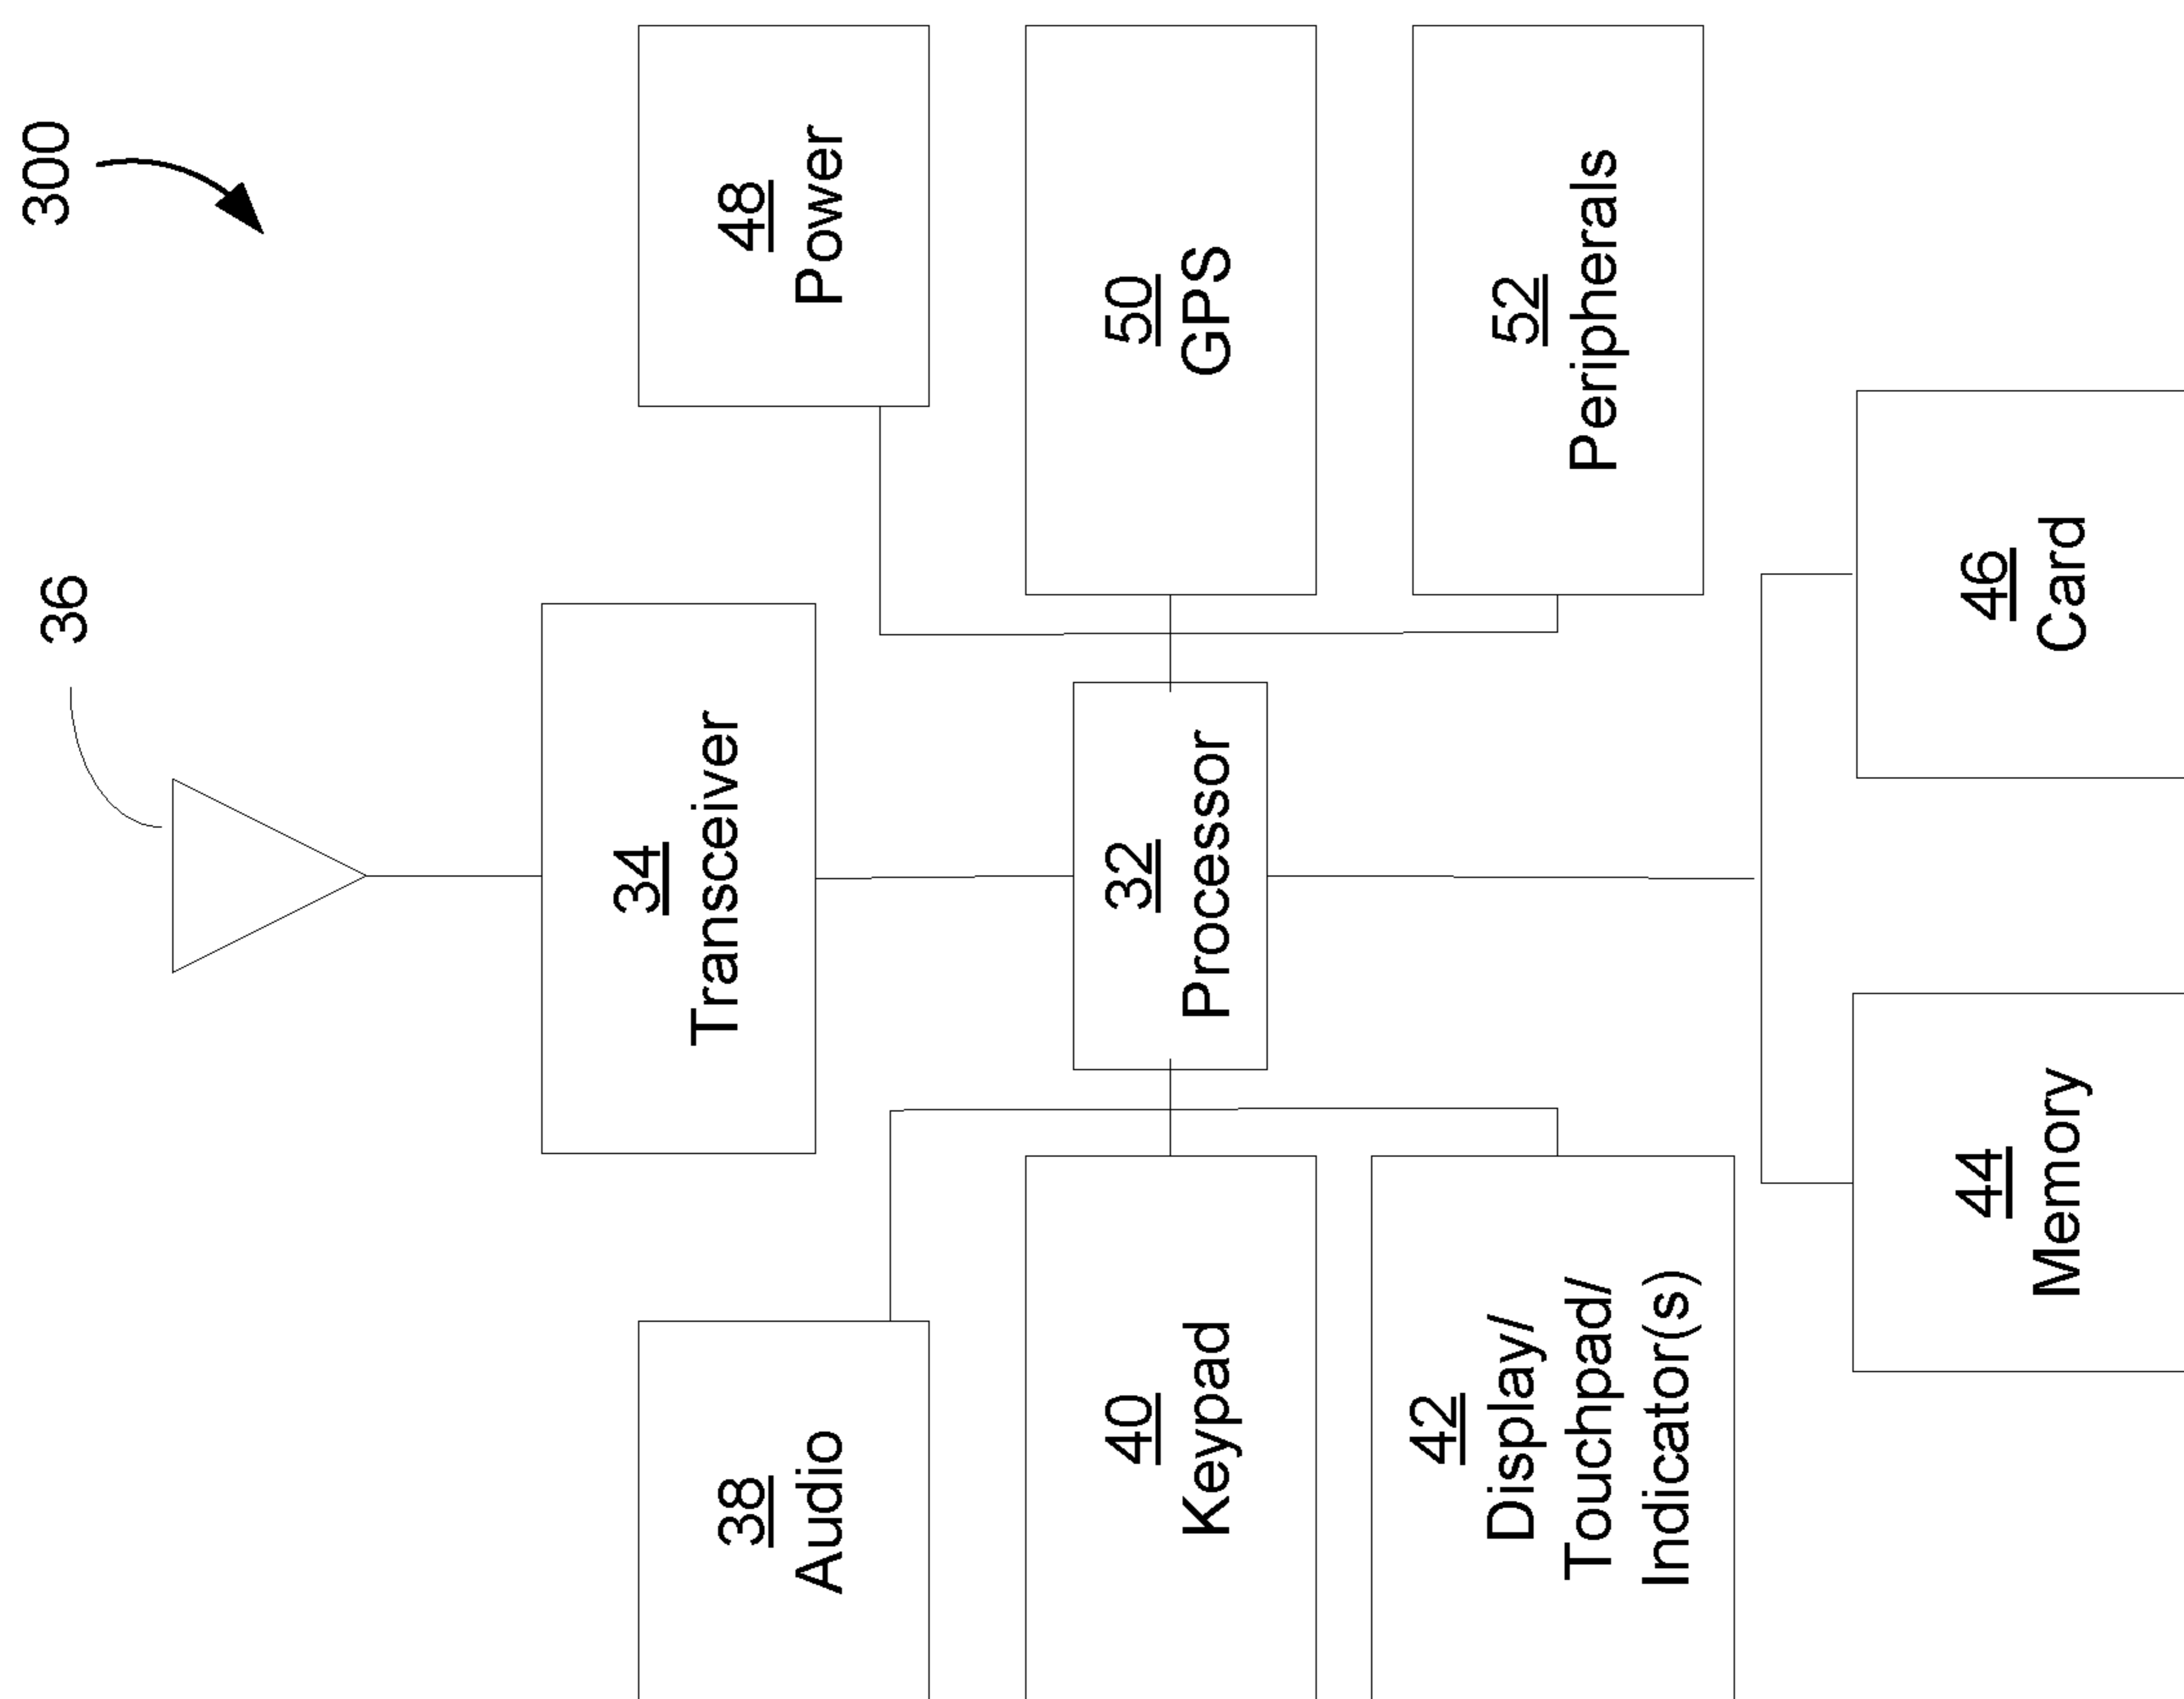 300
36
34
Transceiver
38
Audio
48
Power
40
Keypad
32
Processor
50
GPS
42
Display/
Touchpad/
Indicator(s)
52
Peripherals
44
Memory
46
Card